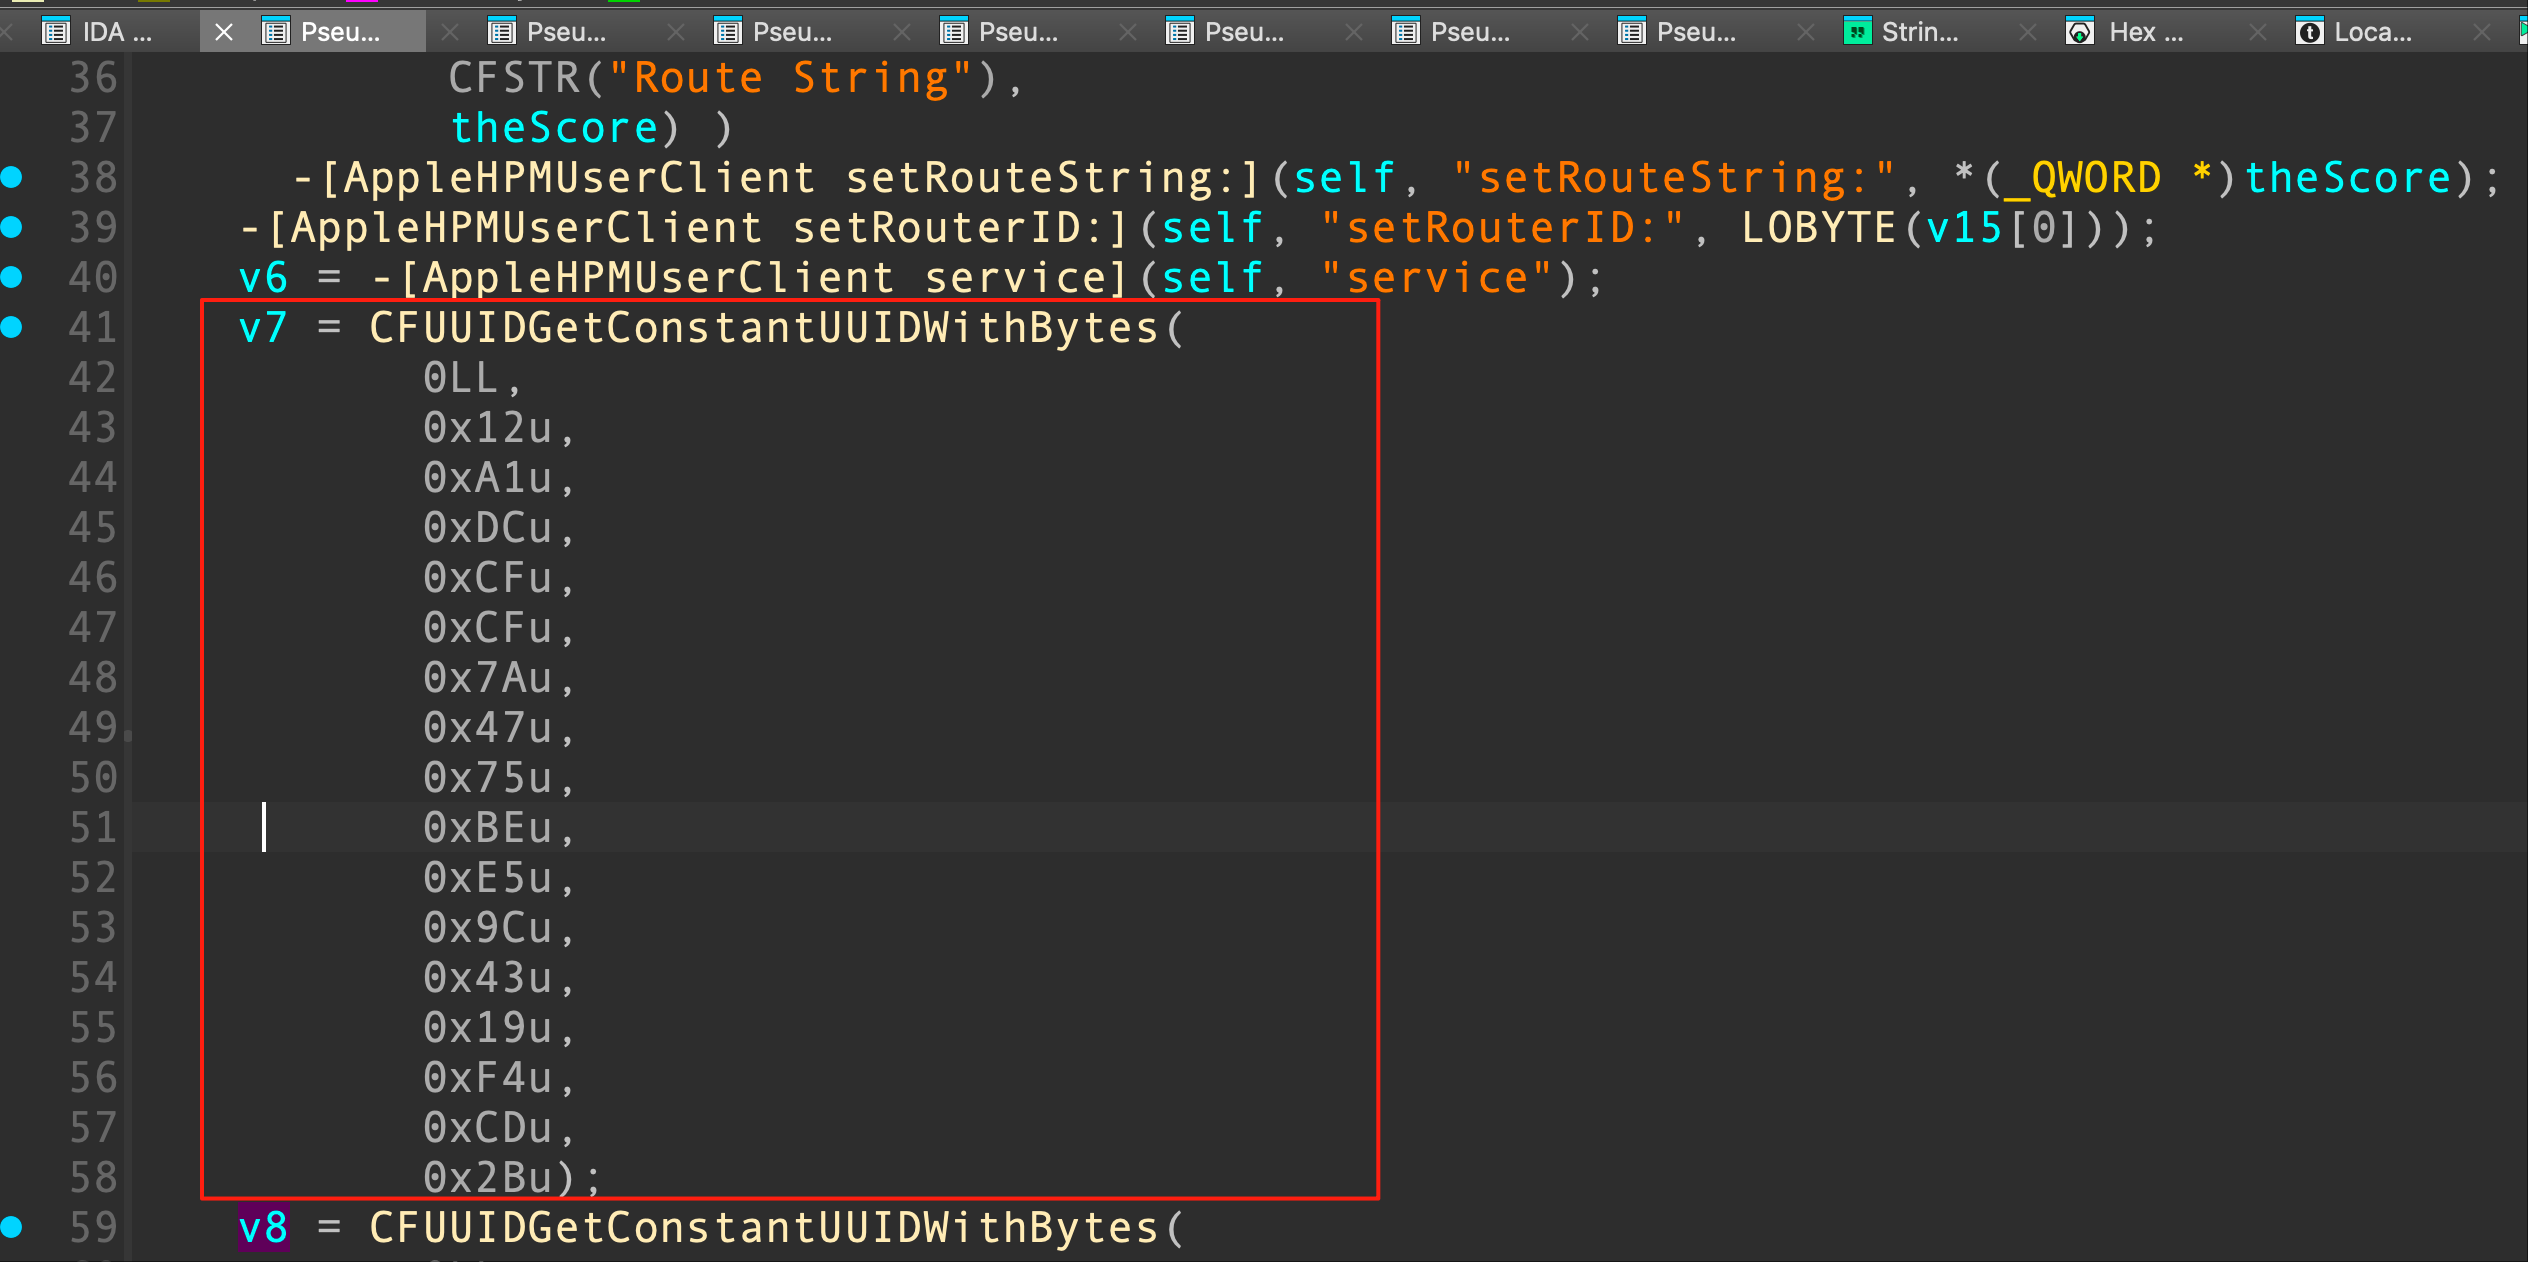 IDA ... Pseu... Pseu... Pseu... Pseu... Pseu... Pseu... Pseu... Strin... Hex ... Loca...
36 CFSTR("Route String"),
37 theScore) )
38 -[AppleHPMUserClient setRouteString:](self, "setRouteString:", *(_QWORD *)theScore);
39 -[AppleHPMUserClient setRouterID:](self, "setRouterID:", LOBYTE(v15[0]));
40 v6 = -[AppleHPMUserClient service](self, "service");
41 v7 = CFUUIDGetConstantUUIDWithBytes(
42 0LL,
43 0x12u,
44 0xA1u,
45 0xDCu,
46 0xCFu,
47 0xCFu,
48 0x7Au,
49 0x47u,
50 0x75u,
51 0xBEu,
52 0xE5u,
53 0x9Cu,
54 0x43u,
55 0x19u,
56 0xF4u,
57 0xCDu,
58 0x2Bu);
59 v8 = CFUUIDGetConstantUUIDWithBytes(